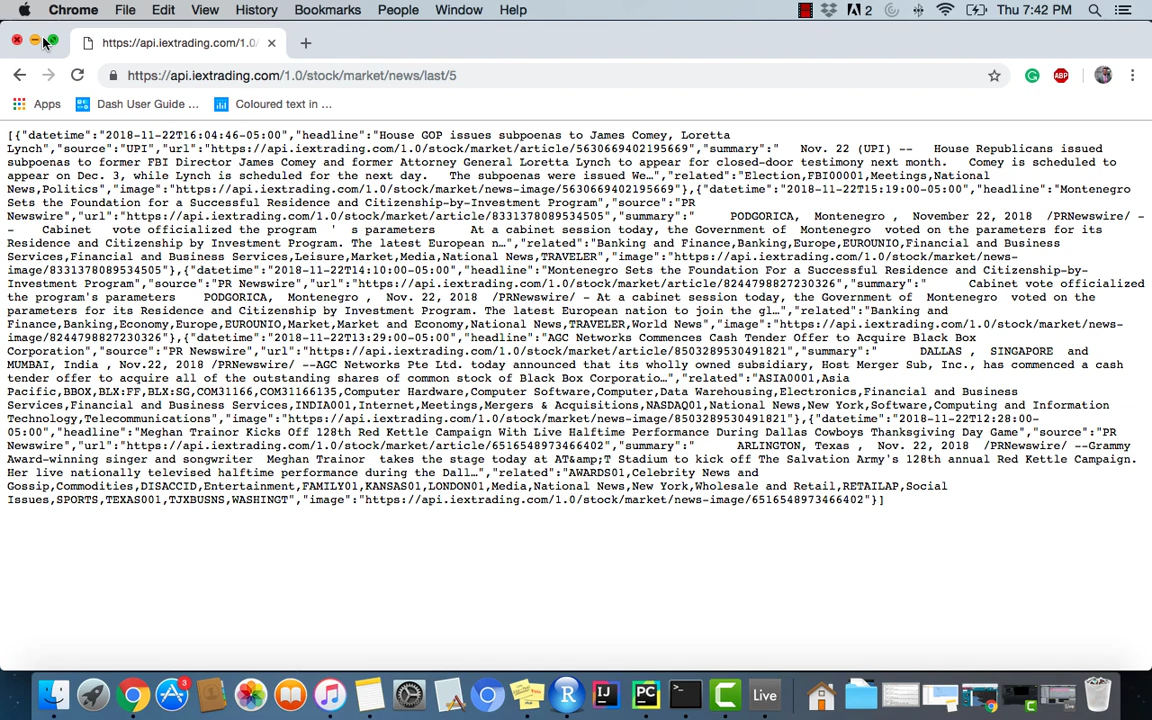 Chrome File Edit View History Bookmarks People Window Help 2 Thu 7:42 PM
https://api.iextrading.com/1.0/
https://api.iextrading.com/1.0/stock/market/news/last/5
Apps Dash User Guide ... Coloured text in ...
[{"datetime":"2018-11-22T16:04:46-05:00","headline":"House GOP issues subpoenas to James Comey, Loretta
Lynch","source":"UPI","url":"https://api.iextrading.com/1.0/stock/market/article/5630669402195669","summary":" Nov. 22 (UPI) -- House Republicans issued
subpoenas to former FBI Director James Comey and former Attorney General Loretta Lynch to appear for closed-door testimony next month. Comey is scheduled to
appear on Dec. 3, while Lynch is scheduled for the next day. The subpoenas were issued We…","related":"Election,FBI00001,Meetings,National
News,Politics","image":"https://api.iextrading.com/1.0/stock/market/news-image/5630669402195669"},{"datetime":"2018-11-22T15:19:00-05:00","headline":"Montenegro
Sets the Foundation for a Successful Residence and Citizenship-by-Investment Program","source":"PR
Newswire","url":"https://api.iextrading.com/1.0/stock/market/article/8331378089534505","summary":" PODGORICA, Montenegro , November 22, 2018 /PRNewswire/ -
- Cabinet vote officialized the program ' s parameters At a cabinet session today, the Government of Montenegro voted on the parameters for its
Residence and Citizenship by Investment Program. The latest European n…","related":"Banking and Finance,Banking,Europe,EUROUNIO,Financial and Business
Services,Financial and Business Services,Leisure,Market,Media,National News,TRAVELER","image":"https://api.iextrading.com/1.0/stock/market/news-
image/8331378089534505"},{"datetime":"2018-11-22T14:10:00-05:00","headline":"Montenegro Sets the Foundation For a Successful Residence and Citizenship-by-
Investment Program","source":"PR Newswire","url":"https://api.iextrading.com/1.0/stock/market/article/8244798827230326","summary":" Cabinet vote officialized
the program's parameters PODGORICA, Montenegro , Nov. 22, 2018 /PRNewswire/ - At a cabinet session today, the Government of Montenegro voted on the
parameters for its Residence and Citizenship by Investment Program. The latest European nation to join the gl…","related":"Banking and
Finance,Banking,Economy,Europe,EUROUNIO,Market,Market and Economy,National News,TRAVELER,World News","image":"https://api.iextrading.com/1.0/stock/market/news-
image/8244798827230326"},{"datetime":"2018-11-22T13:29:00-05:00","headline":"AGC Networks Commences Cash Tender Offer to Acquire Black Box
Corporation","source":"PR Newswire","url":"https://api.iextrading.com/1.0/stock/market/article/8503289530491821","summary":" DALLAS , SINGAPORE and
MUMBAI, India , Nov.22, 2018 /PRNewswire/ --AGC Networks Pte Ltd. today announced that its wholly owned subsidiary, Host Merger Sub, Inc., has commenced a cash
tender offer to acquire all of the outstanding shares of common stock of Black Box Corporatio…","related":"ASIA0001,Asia
Pacific,BBOX,BLX:FF,BLX:SG,COM31166,COM31166135,Computer Hardware,Computer Software,Computer,Data Warehousing,Electronics,Financial and Business
Services,Financial and Business Services,INDIA001,Internet,Meetings,Mergers & Acquisitions,NASDAQ01,National News,New York,Software,Computing and Information
Technology,Telecommunications","image":"https://api.iextrading.com/1.0/stock/market/news-image/8503289530491821"},{"datetime":"2018-11-22T12:28:00-
05:00","headline":"Meghan Trainor Kicks Off 128th Red Kettle Campaign With Live Halftime Performance During Dallas Cowboys Thanksgiving Day Game","source":"PR
Newswire","url":"https://api.iextrading.com/1.0/stock/market/article/6516548973466402","summary":" ARLINGTON, Texas , Nov. 22, 2018 /PRNewswire/ --Grammy
Award-winning singer and songwriter Meghan Trainor takes the stage today at AT&amp;T Stadium to kick off The Salvation Army's 128th annual Red Kettle Campaign.
Her live nationally televised halftime performance during the Dall…","related":"AWARDS01,Celebrity News and
Gossip,Commodities,DISACCID,Entertainment,FAMILY01,KANSAS01,LONDON01,Media,National News,New York,Wholesale and Retail,RETAILAP,Social
Issues,SPORTS,TEXAS001,TJXBUSNS,WASHINGT","image":"https://api.iextrading.com/1.0/stock/market/news-image/6516548973466402"}]
3 R IJ PC >_ Live